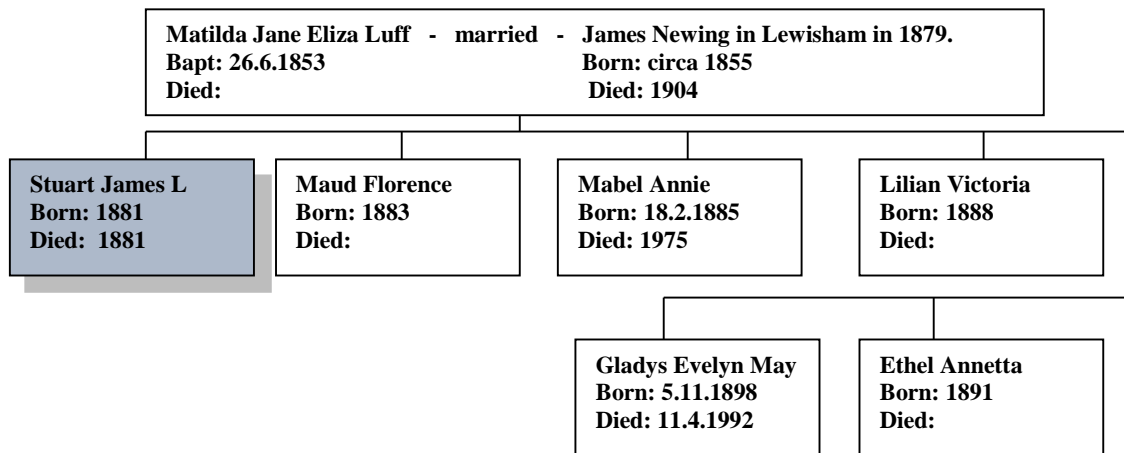 Matilda Jane Eliza Luff - married - James Newing in Lewisham in 1879.
Bapt: 26.6.1853 Born: circa 1855
Died: Died: 1904
Stuart James L
Born: 1881
Died: 1881
Maud Florence
Born: 1883
Died:
Mabel Annie
Born: 18.2.1885
Died: 1975
Lilian Victoria
Born: 1888
Died:
Gladys Evelyn May
Born: 5.11.1898
Died: 11.4.1992
Ethel Annetta
Born: 1891
Died: